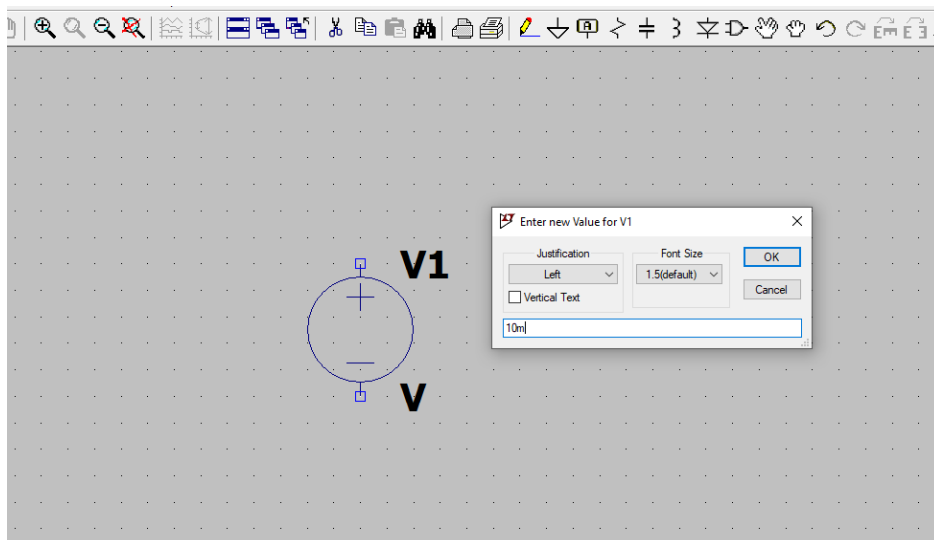 Enter new Value for V1
Justification
Font Size
Left
1.5(default)
OK
Vertical Text
Cancel
10m
V1
V